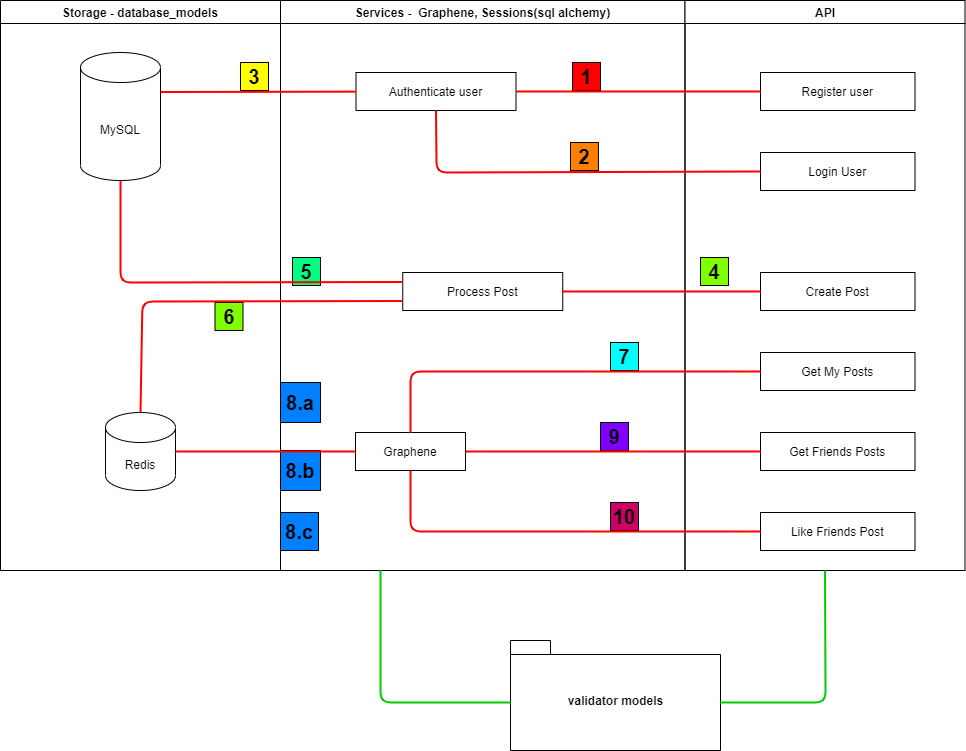 Storage - database_models
Services - Graphene, Sessions(sql alchemy)
API
3
1
MySQL
Authenticate user
Register user
2
Login User
5
4
Process Post
Create Post
6
7
Get My Posts
8.a
9
Redis
Graphene
Get Friends Posts
8.b
10
8.c
Like Friends Post
validator models